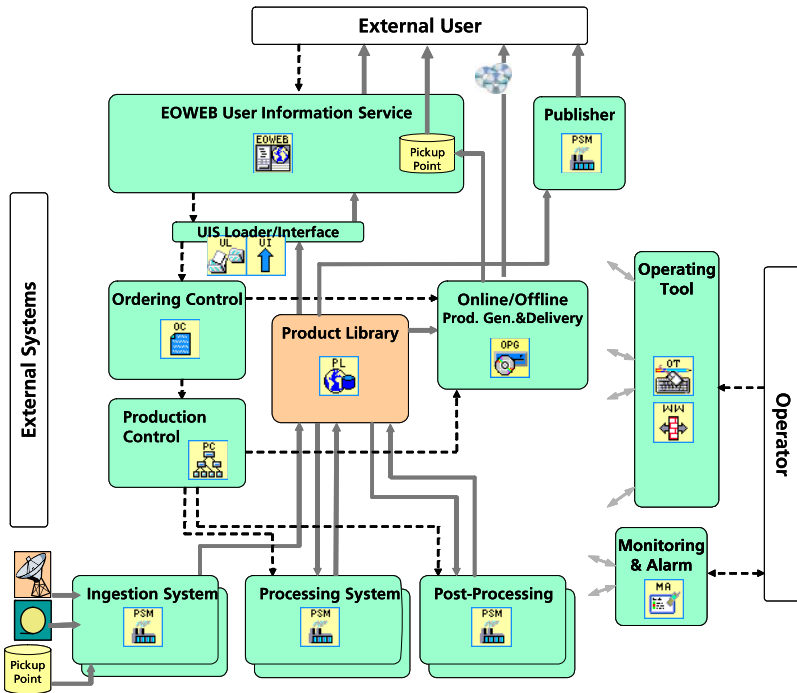 External User
EOWEB User Information Service
EOWEB
Pickup
Point
Publisher
PSM
UIS Loader/Interface
UL
UI
Operating
Tool
OT
WW
Ordering Control
OC
Online/Offline
Prod. Gen.&Delivery
OPG
Product Library
PL
External Systems
Operator
Production
Control
PC
Monitoring
& Alarm
MA
Ingestion System
PSM
Processing System
PSM
Post-Processing
PSM
Pickup
Point